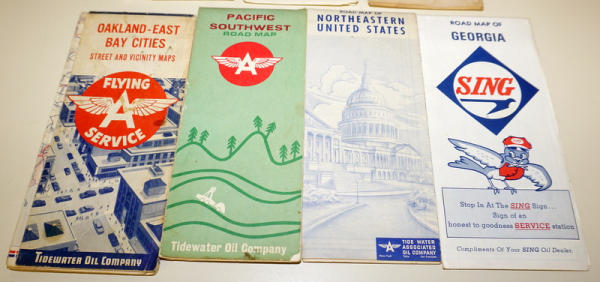 OAKLAND-EAST
BAY CITIES
STREET AND VICINITY MAPS
FLYING
A
SERVICE
TIDEWATER OIL COMPANY
PACIFIC
SOUTHWEST
ROAD MAP
A
Tidewater Oil Company
ROAD MAP OF
NORTHEASTERN
UNITED STATES
A
TIDE WATER
ASSOCIATED
OIL COMPANY
ROAD MAP OF
GEORGIA
SING
Stop In At The SING Sign...
Sign of an
honest to goodness SERVICE station
Compliments Of Your SING Oil Dealer.